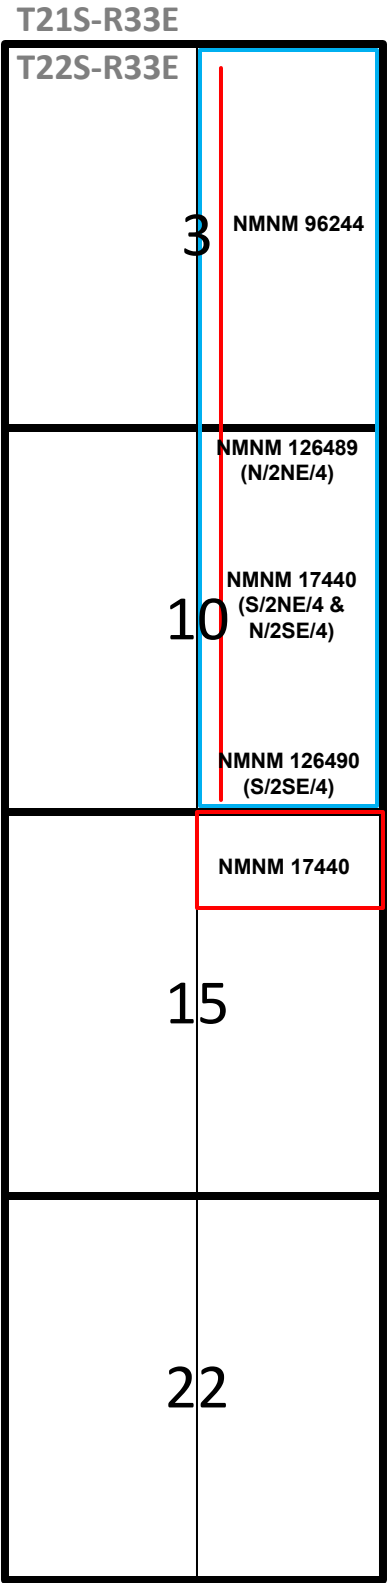 T21S-R33E
T22S-R33E
3
NMNM 96244
NMNM 126489
(N/2NE/4)
10
NMNM 17440
(S/2NE/4 &
N/2SE/4)
NMNM 126490
(S/2SE/4)
NMNM 17440
15
22